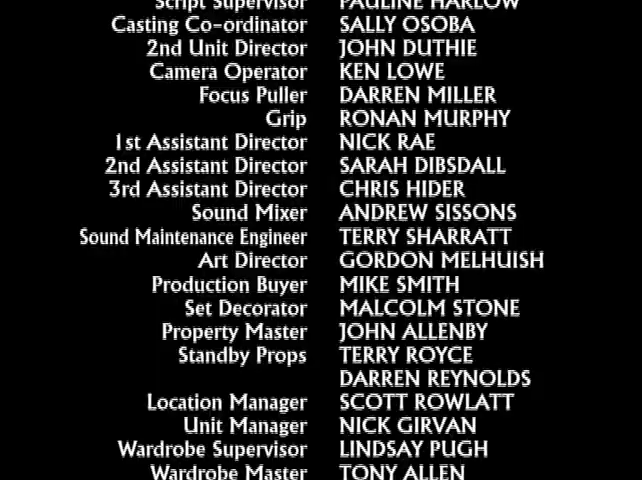 Script Supervisor PAULINE HARLOW
Casting Co-ordinator SALLY OSOBA
2nd Unit Director JOHN DUTHIE
Camera Operator KEN LOWE
Focus Puller DARREN MILLER
Grip RONAN MURPHY
1st Assistant Director NICK RAE
2nd Assistant Director SARAH DIBSDALL
3rd Assistant Director CHRIS HIDER
Sound Mixer ANDREW SISSONS
Sound Maintenance Engineer TERRY SHARRATT
Art Director GORDON MELHUISH
Production Buyer MIKE SMITH
Set Decorator MALCOLM STONE
Property Master JOHN ALLENBY
Standby Props TERRY ROYCE
DARREN REYNOLDS
Location Manager SCOTT ROWLATT
Unit Manager NICK GIRVAN
Wardrobe Supervisor LINDSAY PUGH
Wardrobe Master TONY ALLEN